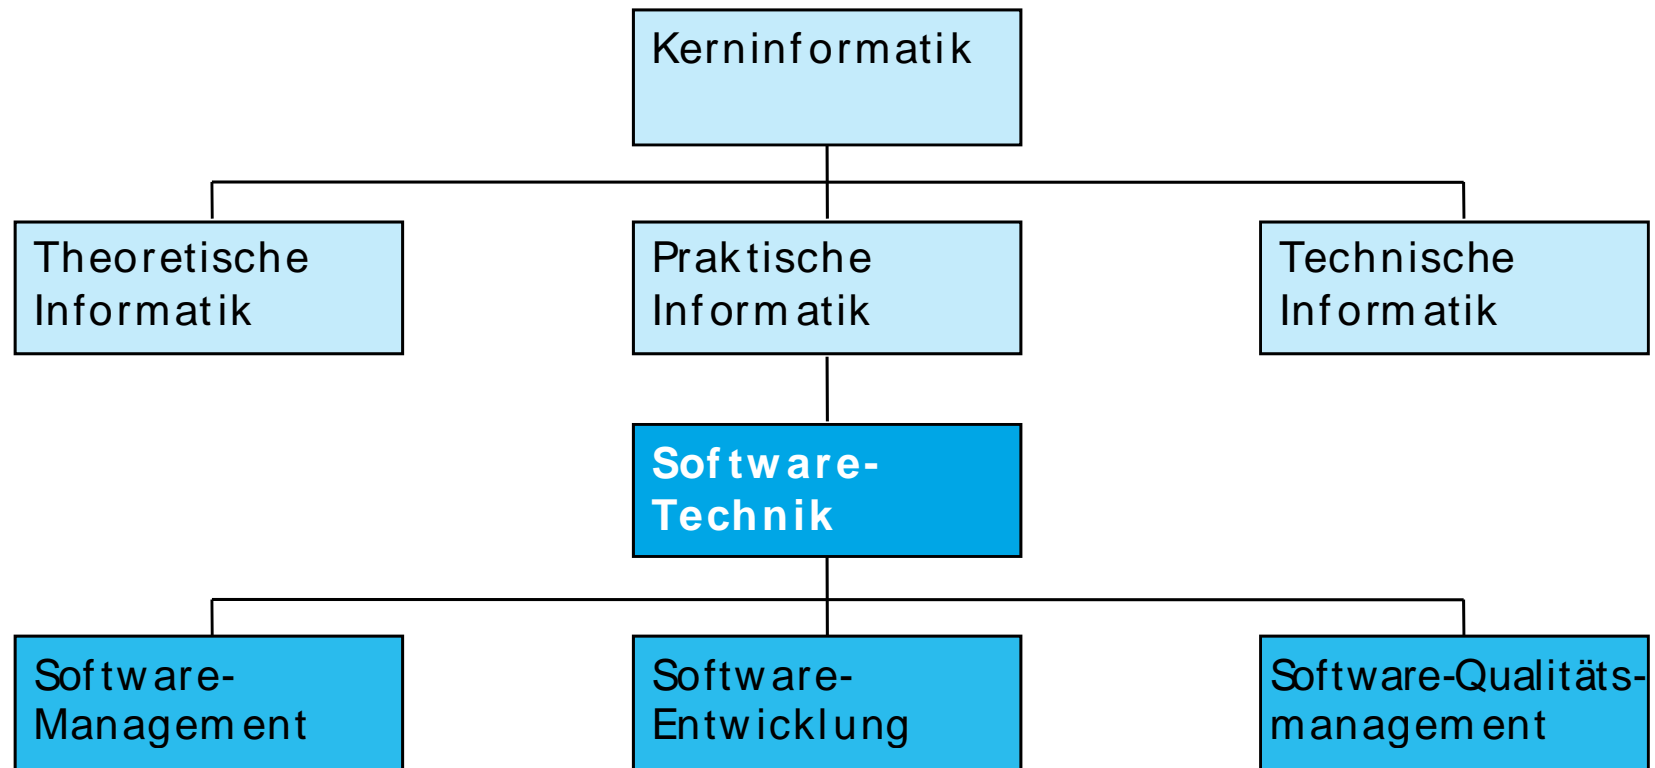 Kerninformatik
Theoretische
Informatik
Praktische
Informatik
Technische
Informatik
Software-
Technik
Software-
Management
Software-
Entwicklung
Software-Qualitäts-
management